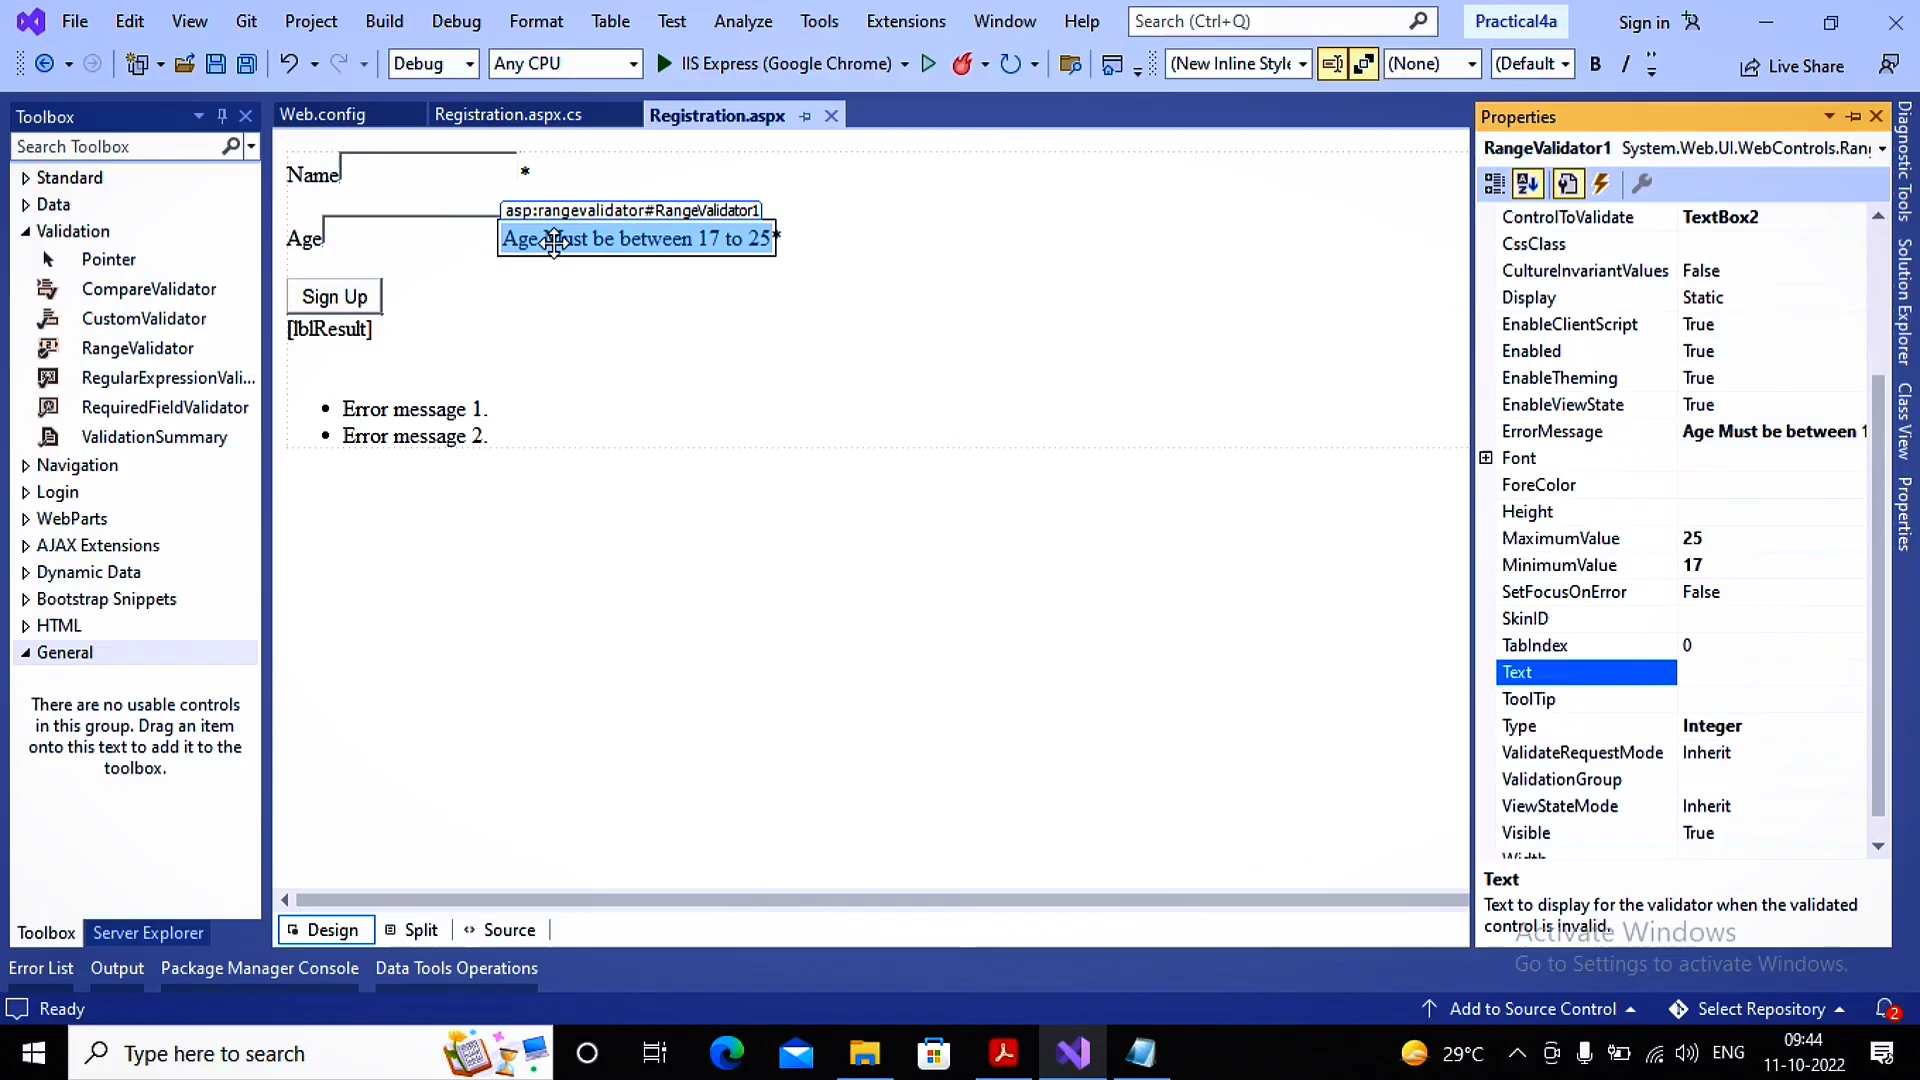 File Edit View Git Project Build Debug Format Table Test Analyze Tools Extensions Window Help Search (Ctrl+Q) Practical4a Sign in
Debug Any CPU IIS Express (Google Chrome) (New Inline Style (None) (Default B I Live Share
Toolbox
Search Toolbox
Standard
Data
Validation
Pointer
CompareValidator
CustomValidator
RangeValidator
RegularExpressionVali...
RequiredFieldValidator
ValidationSummary
Navigation
Login
WebParts
AJAX Extensions
Dynamic Data
Bootstrap Snippets
HTML
General
There are no usable controls
in this group. Drag an item
onto this text to add it to the
toolbox.
Toolbox Server Explorer
Web.config Registration.aspx.cs Registration.aspx
Name *
asp:rangevalidator#RangeValidator1
Age Age Must be between 17 to 25*
Sign Up
[lblResult]
• Error message 1.
• Error message 2.
Design Split Source
Properties
RangeValidator1 System.Web.UI.WebControls.Ran
ControlToValidate TextBox2
CssClass
CultureInvariantValues False
Display Static
EnableClientScript True
Enabled True
EnableTheming True
EnableViewState True
ErrorMessage Age Must be between 1
Font
ForeColor
Height
MaximumValue 25
MinimumValue 17
SetFocusOnError False
SkinID
TabIndex 0
Text
ToolTip
Type Integer
ValidateRequestMode Inherit
ValidationGroup
ViewStateMode Inherit
Visible True
Width
Text
Text to display for the validator when the validated
control is invalid.
Activate Windows
Go to Settings to activate Windows.
Diagnostic Tools
Solution Explorer
Class View
Properties
Error List Output Package Manager Console Data Tools Operations
Ready Add to Source Control Select Repository 2
Type here to search 29°C ENG 09:44
11-10-2022